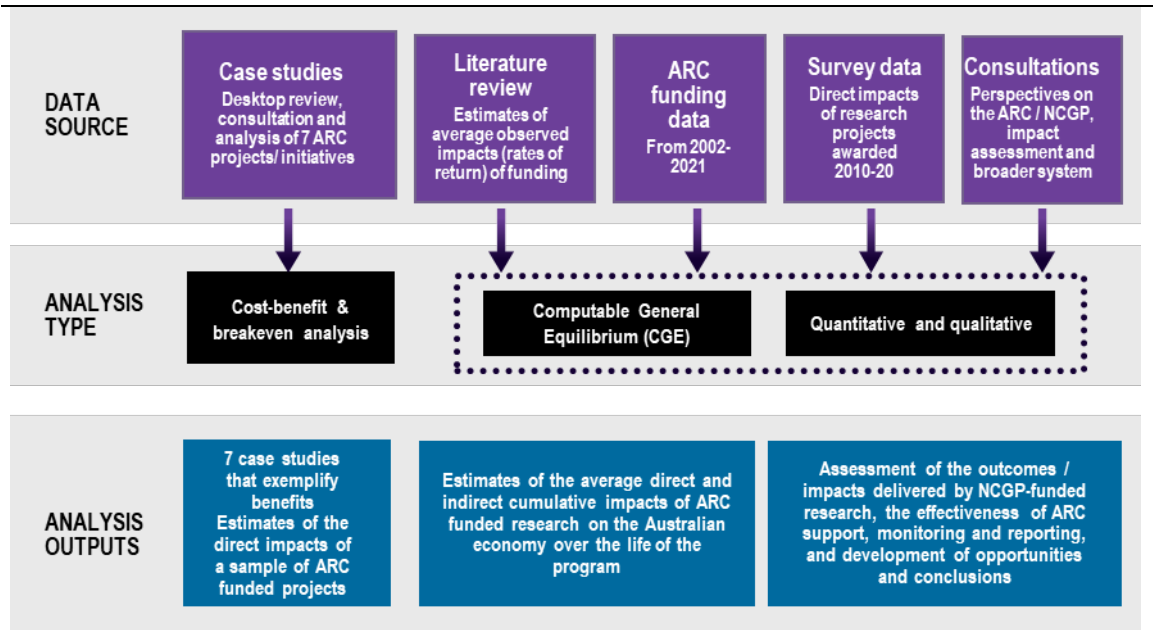 DATA
SOURCE
Case studies
Desktop review,
consultation and
analysis of 7 ARC
projects/ initiatives
Literature
review
Estimates of
average observed
impacts (rates of
return) of funding
ARC
funding
data
From 2002-
2021
Survey data
Direct impacts
of research
projects
awarded
2010-20
Consultations
Perspectives on
the ARC / NCGP,
impact
assessment and
broader system
ANALYSIS
TYPE
Cost-benefit &
breakeven analysis
Computable General
Equilibrium (CGE)
Quantitative and qualitative
ANALYSIS
OUTPUTS
7 case studies
that exemplify
benefits
Estimates of the
direct impacts of
a sample of ARC
funded projects
Estimates of the average direct and
indirect cumulative impacts of ARC
funded research on the Australian
economy over the life of the
program
Assessment of the outcomes /
impacts delivered by NCGP-funded
research, the effectiveness of ARC
support, monitoring and reporting,
and development of opportunities
and conclusions